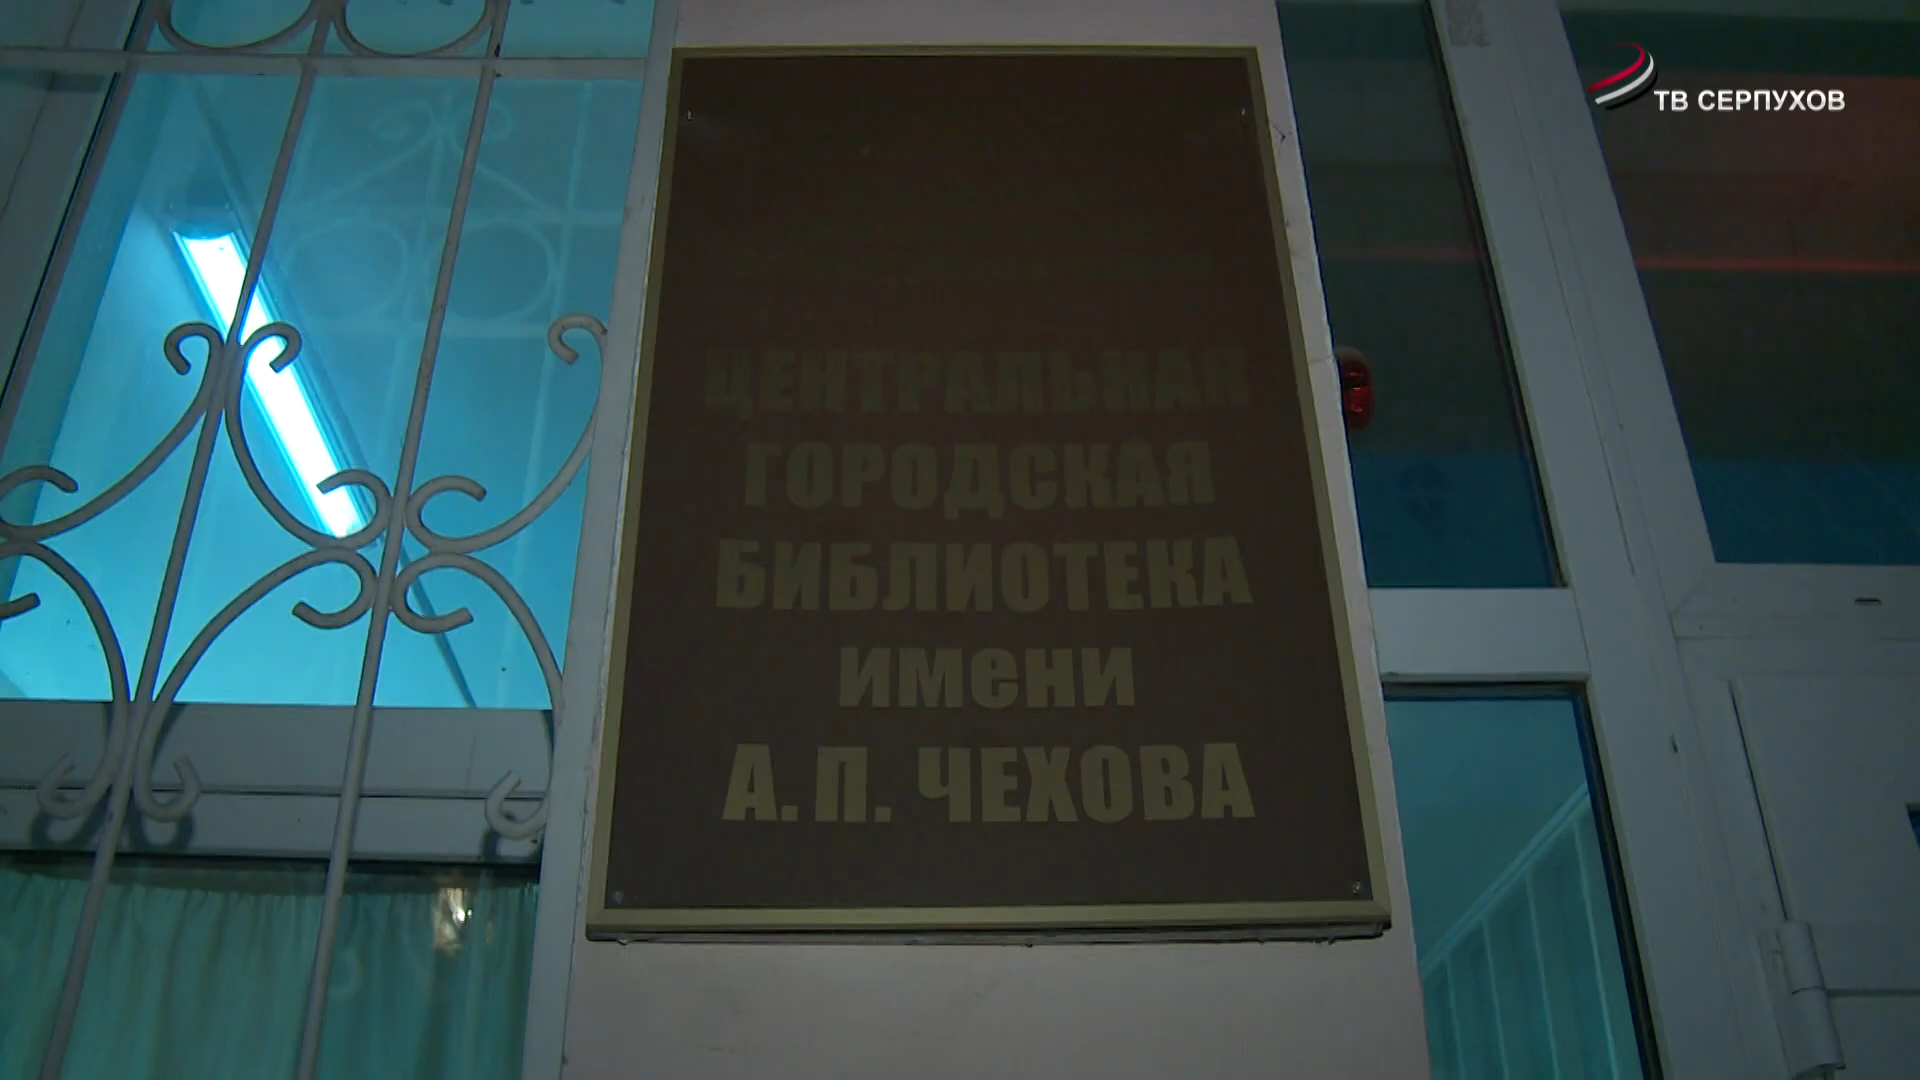 ТВ СЕРПУХОВ
ЦЕНТРАЛЬНАЯ
ГОРОДСКАЯ
БИБЛИОТЕКА
имени
А. П. ЧЕХОВА